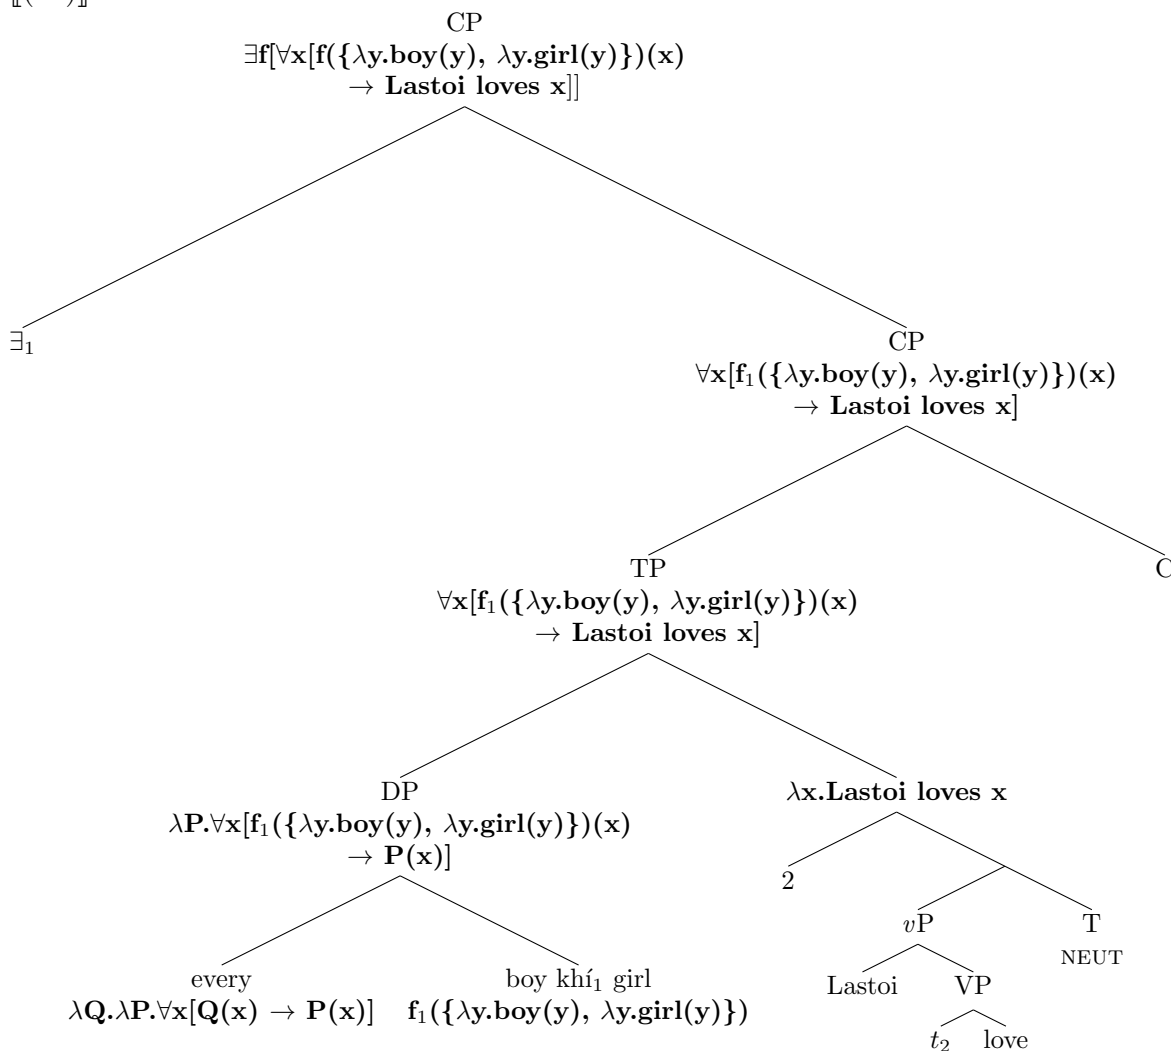 CP
∃f[∀x[f({λy.boy(y), λy.girl(y)})(x)
→ Lastoi loves x]]
∃₁
CP
∀x[f₁({λy.boy(y), λy.girl(y)})(x)
→ Lastoi loves x]
TP
∀x[f₁({λy.boy(y), λy.girl(y)})(x)
→ Lastoi loves x]
DP
λP.∀x[f₁({λy.boy(y), λy.girl(y)})(x)
→ P(x)]
λx.Lastoi loves x
2
vP
T
NEUT
every
λQ.λP.∀x[Q(x) → P(x)]
boy khí₁ girl
f₁({λy.boy(y), λy.girl(y)})
Lastoi
VP
t₂
love